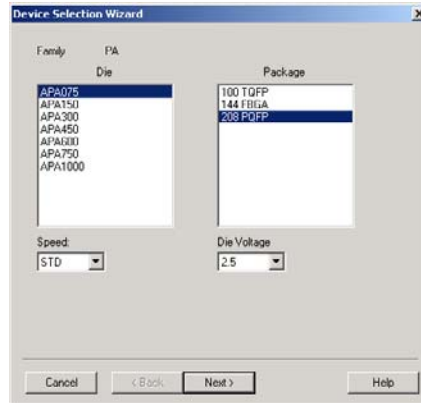 Device Selection Wizard
Family PA
Die
Package
APA075
APA150
APA300
APA450
APA600
APA750
APA1000
100 TQFP
144 FBGA
208 PQFP
Speed:
STD
Die Voltage
2.5
Cancel
< Back
Next >
Help